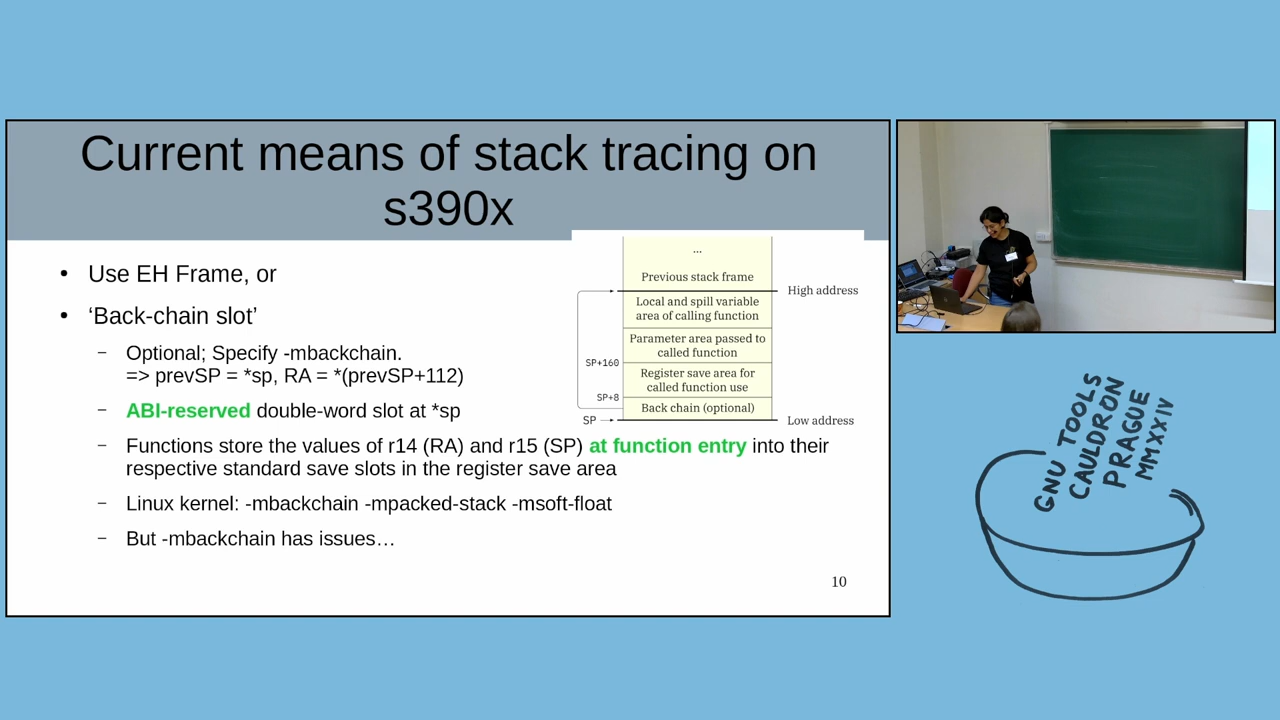 Current means of stack tracing on
s390x
• Use EH Frame, or
• ‘Back-chain slot’
– Optional; Specify -mbackchain.
=> prevSP = *sp, RA = *(prevSP+112)
– ABI-reserved double-word slot at *sp
– Functions store the values of r14 (RA) and r15 (SP) at function entry into their
respective standard save slots in the register save area
– Linux kernel: -mbackchain -mpacked-stack -msoft-float
– But -mbackchain has issues…
...
Previous stack frame
High address
Local and spill variable
area of calling function
Parameter area passed to
called function
SP+160
Register save area for
called function use
SP+8
Back chain (optional)
SP
Low address
10
GNU TOOLS
CAULDRON
PRAGUE
MMXXIV